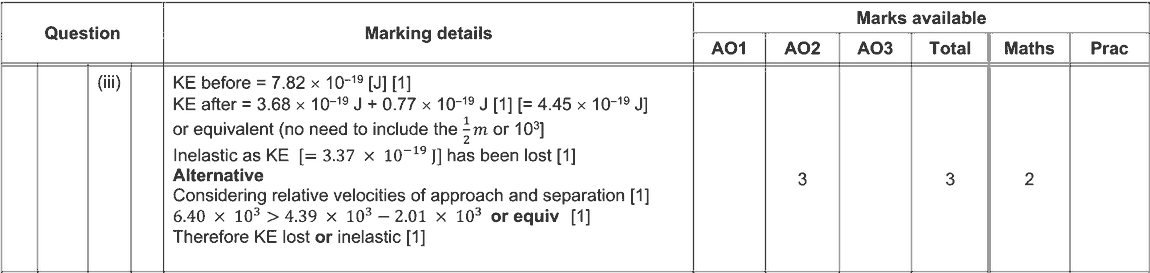 Question
Marking details
Marks available
AO1 AO2 AO3 Total Maths Prac
(iii)
KE before = 7.82 × 10⁻¹⁹ [J] [1]
KE after = 3.68 × 10⁻¹⁹ J + 0.77 × 10⁻¹⁹ J [1] [= 4.45 × 10⁻¹⁹ J]
or equivalent (no need to include the ½m or 10³]
Inelastic as KE [= 3.37 × 10⁻¹⁹ J] has been lost [1]
Alternative
Considering relative velocities of approach and separation [1]
6.40 × 10³ > 4.39 × 10³ − 2.01 × 10³ or equiv [1]
Therefore KE lost or inelastic [1]
3 3 2